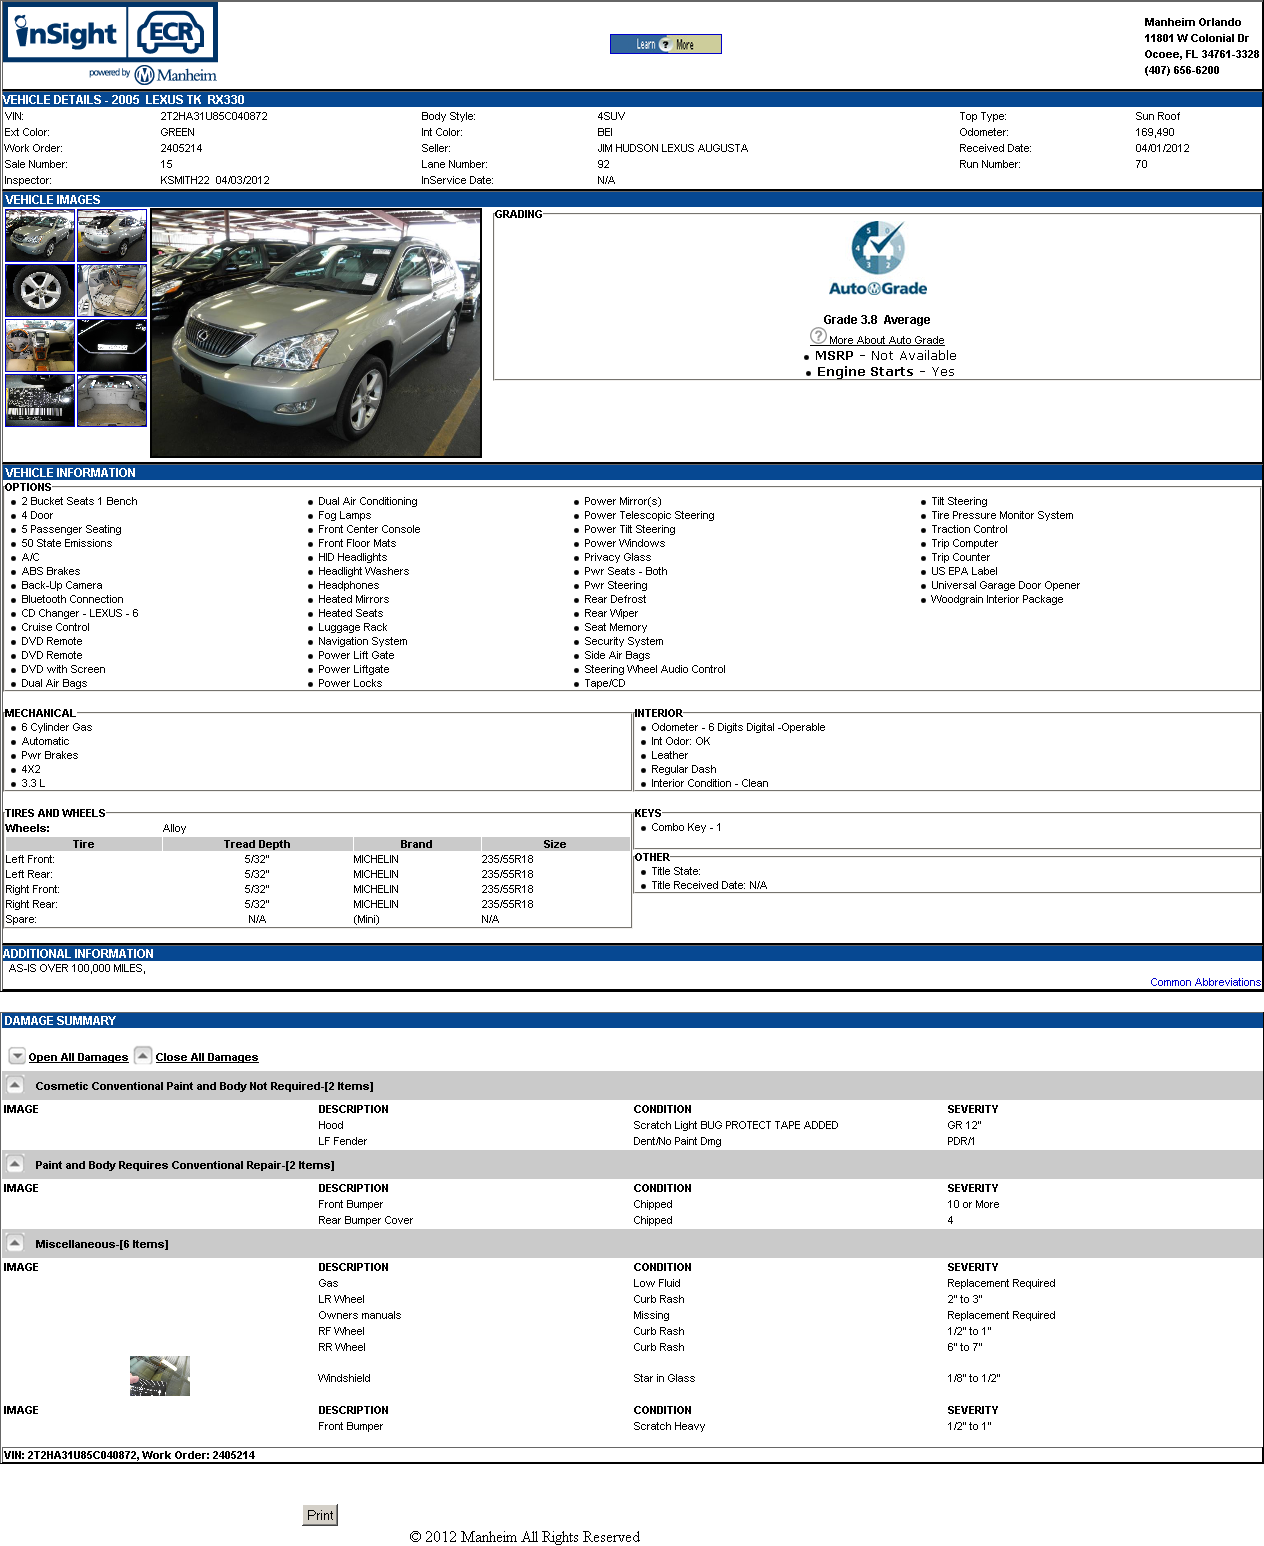 inSight ECR
powered by Manheim
Learn ? More
Manheim Orlando
11801 W Colonial Dr
Ocoee, FL 34761-3328
(407) 656-6200
VEHICLE DETAILS - 2005 LEXUS TK RX330
VIN: 2T2HA31U85C040872 Body Style: 4SUV Top Type: Sun Roof
Ext Color: GREEN Int Color: BEI Odometer: 169,490
Work Order: 2405214 Seller: JIM HUDSON LEXUS AUGUSTA Received Date: 04/01/2012
Sale Number: 15 Lane Number: 92 Run Number: 70
Inspector: KSMITH22 04/03/2012 InService Date: N/A
VEHICLE IMAGES
GRADING
5 0 4 1 3 2
AutoGrade
Grade 3.8 Average
? More About Auto Grade
MSRP - Not Available
Engine Starts - Yes
VEHICLE INFORMATION
OPTIONS
2 Bucket Seats 1 Bench Dual Air Conditioning Power Mirror(s) Tilt Steering
4 Door Fog Lamps Power Telescopic Steering Tire Pressure Monitor System
5 Passenger Seating Front Center Console Power Tilt Steering Traction Control
50 State Emissions Front Floor Mats Power Windows Trip Computer
A/C HID Headlights Privacy Glass Trip Counter
ABS Brakes Headlight Washers Pwr Seats - Both US EPA Label
Back-Up Camera Headphones Pwr Steering Universal Garage Door Opener
Bluetooth Connection Heated Mirrors Rear Defrost Woodgrain Interior Package
CD Changer - LEXUS - 6 Heated Seats Rear Wiper
Cruise Control Luggage Rack Seat Memory
DVD Remote Navigation System Security System
DVD Remote Power Lift Gate Side Air Bags
DVD with Screen Power Liftgate Steering Wheel Audio Control
Dual Air Bags Power Locks Tape/CD
MECHANICAL
6 Cylinder Gas
Automatic
Pwr Brakes
4X2
3.3 L
INTERIOR
Odometer - 6 Digits Digital -Operable
Int Odor: OK
Leather
Regular Dash
Interior Condition - Clean
TIRES AND WHEELS
Wheels: Alloy
Tire Tread Depth Brand Size
Left Front: 5/32" MICHELIN 235/55R18
Left Rear: 5/32" MICHELIN 235/55R18
Right Front: 5/32" MICHELIN 235/55R18
Right Rear: 5/32" MICHELIN 235/55R18
Spare: N/A (Mini) N/A
KEYS
Combo Key - 1
OTHER
Title State:
Title Received Date: N/A
ADDITIONAL INFORMATION
AS-IS OVER 100,000 MILES,
Common Abbreviations
DAMAGE SUMMARY
Open All Damages Close All Damages
Cosmetic Conventional Paint and Body Not Required-[2 Items]
IMAGE DESCRIPTION CONDITION SEVERITY
Hood Scratch Light BUG PROTECT TAPE ADDED GR 12"
LF Fender Dent/No Paint Dmg PDR/1
Paint and Body Requires Conventional Repair-[2 Items]
IMAGE DESCRIPTION CONDITION SEVERITY
Front Bumper Chipped 10 or More
Rear Bumper Cover Chipped 4
Miscellaneous-[6 Items]
IMAGE DESCRIPTION CONDITION SEVERITY
Gas Low Fluid Replacement Required
LR Wheel Curb Rash 2" to 3"
Owners manuals Missing Replacement Required
RF Wheel Curb Rash 1/2" to 1"
RR Wheel Curb Rash 6" to 7"
Windshield Star in Glass 1/8" to 1/2"
IMAGE DESCRIPTION CONDITION SEVERITY
Front Bumper Scratch Heavy 1/2" to 1"
VIN: 2T2HA31U85C040872, Work Order: 2405214
Print
© 2012 Manheim All Rights Reserved